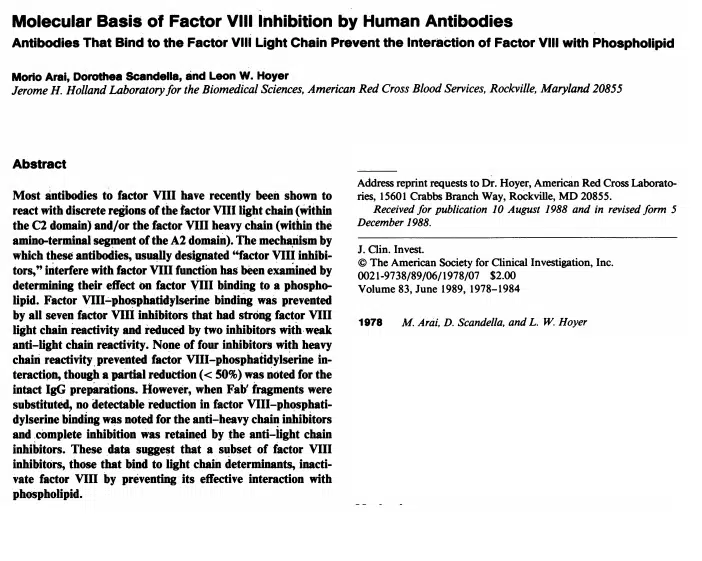 Molecular Basis of Factor VIII Inhibition by Human Antibodies
Antibodies That Bind to the Factor VIII Light Chain Prevent the Interaction of Factor VIII with Phospholipid
Morio Arai, Dorothea Scandella, and Leon W. Hoyer
Jerome H. Holland Laboratory for the Biomedical Sciences, American Red Cross Blood Services, Rockville, Maryland 20855
Abstract
Most antibodies to factor VIII have recently been shown to
react with discrete regions of the factor VIII light chain (within
the C2 domain) and/or the factor VIII heavy chain (within the
amino-terminal segment of the A2 domain). The mechanism by
which these antibodies, usually designated "factor VIII inhibi-
tors," interfere with factor VIII function has been examined by
determining their effect on factor VIII binding to a phospho-
lipid. Factor VIII–phosphatidylserine binding was prevented
by all seven factor VIII inhibitors that had strong factor VIII
light chain reactivity and reduced by two inhibitors with weak
anti–light chain reactivity. None of four inhibitors with heavy
chain reactivity prevented factor VIII–phosphatidylserine in-
teraction, though a partial reduction (< 50%) was noted for the
intact IgG preparations. However, when Fab′ fragments were
substituted, no detectable reduction in factor VIII–phosphati-
dylserine binding was noted for the anti–heavy chain inhibitors
and complete inhibition was retained by the anti–light chain
inhibitors. These data suggest that a subset of factor VIII
inhibitors, those that bind to light chain determinants, inacti-
vate factor VIII by preventing its effective interaction with
phospholipid.
Address reprint requests to Dr. Hoyer, American Red Cross Laborato-
ries, 15601 Crabbs Branch Way, Rockville, MD 20855.
Received for publication 10 August 1988 and in revised form 5
December 1988.
J. Clin. Invest.
© The American Society for Clinical Investigation, Inc.
0021-9738/89/06/1978/07 $2.00
Volume 83, June 1989, 1978–1984
1978 M. Arai, D. Scandella, and L. W. Hoyer